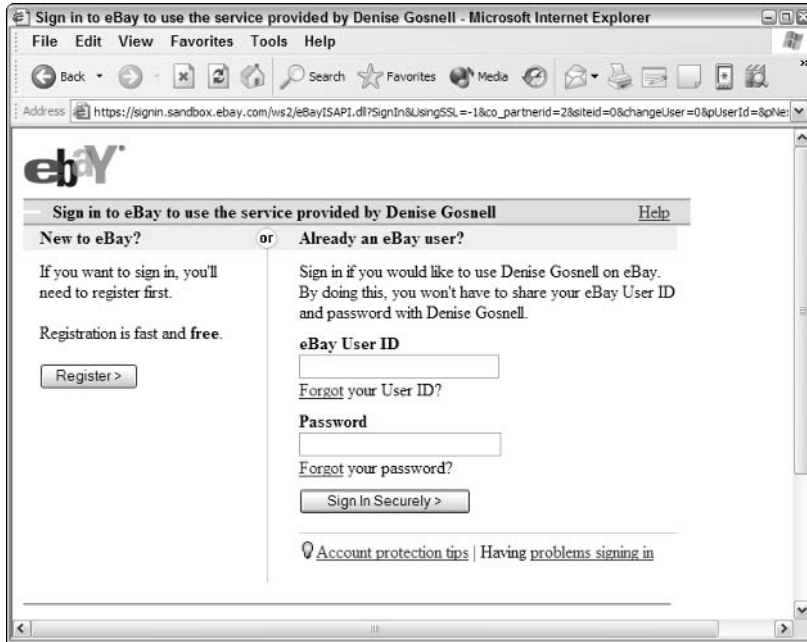 Sign in to eBay to use the service provided by Denise Gosnell - Microsoft Internet Explorer
File Edit View Favorites Tools Help
Back Search Favorites Media
Address https://signin.sandbox.ebay.com/ws2/eBayISAPI.dll?SignIn&UsingSSL=-1&co_partnerid=2&siteid=0&changeUser=0&pUserId=&pNe
ebaY
Sign in to eBay to use the service provided by Denise Gosnell Help
New to eBay? or Already an eBay user?
If you want to sign in, you'll
need to register first.
Registration is fast and free.
Register >
Sign in if you would like to use Denise Gosnell on eBay.
By doing this, you won't have to share your eBay User ID
and password with Denise Gosnell.
eBay User ID
Forgot your User ID?
Password
Forgot your password?
Sign In Securely >
Account protection tips | Having problems signing in